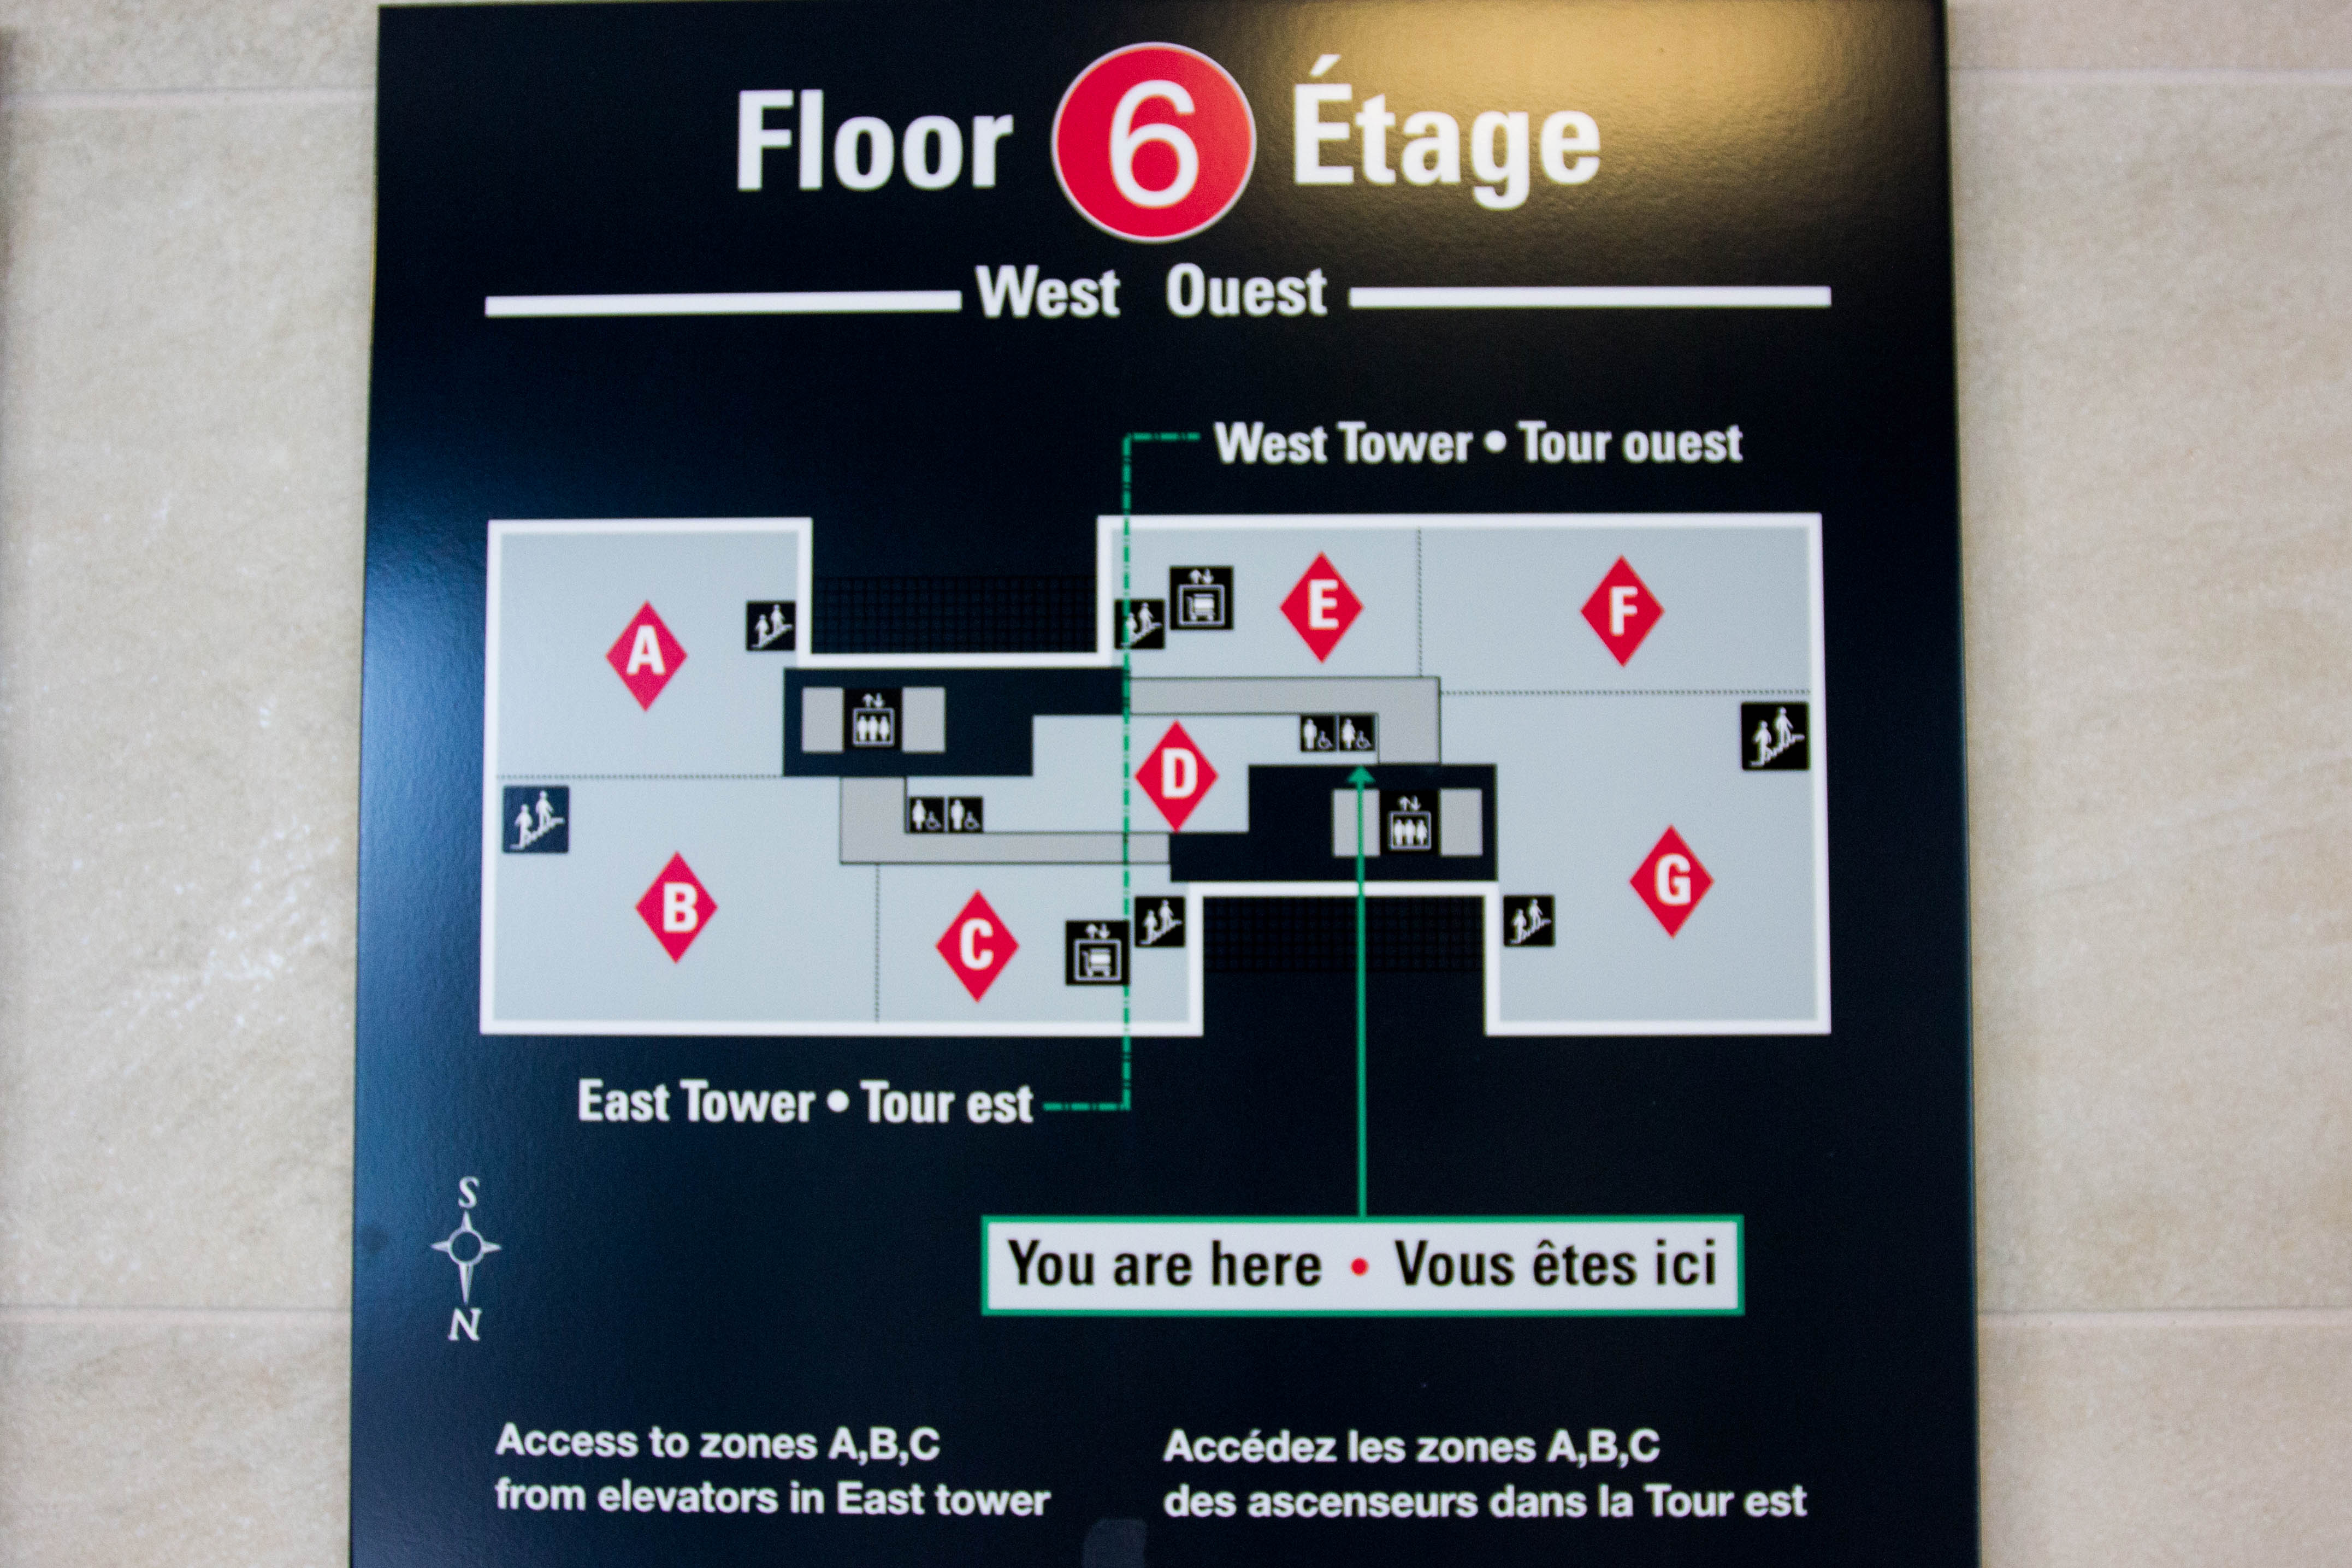 Floor 6 Étage
West Ouest
West Tower • Tour ouest
E
F
A
D
G
B
C
East Tower • Tour est
S
N
You are here • Vous êtes ici
Access to zones A,B,C
from elevators in East tower
Accédez les zones A,B,C
des ascenseurs dans la Tour est